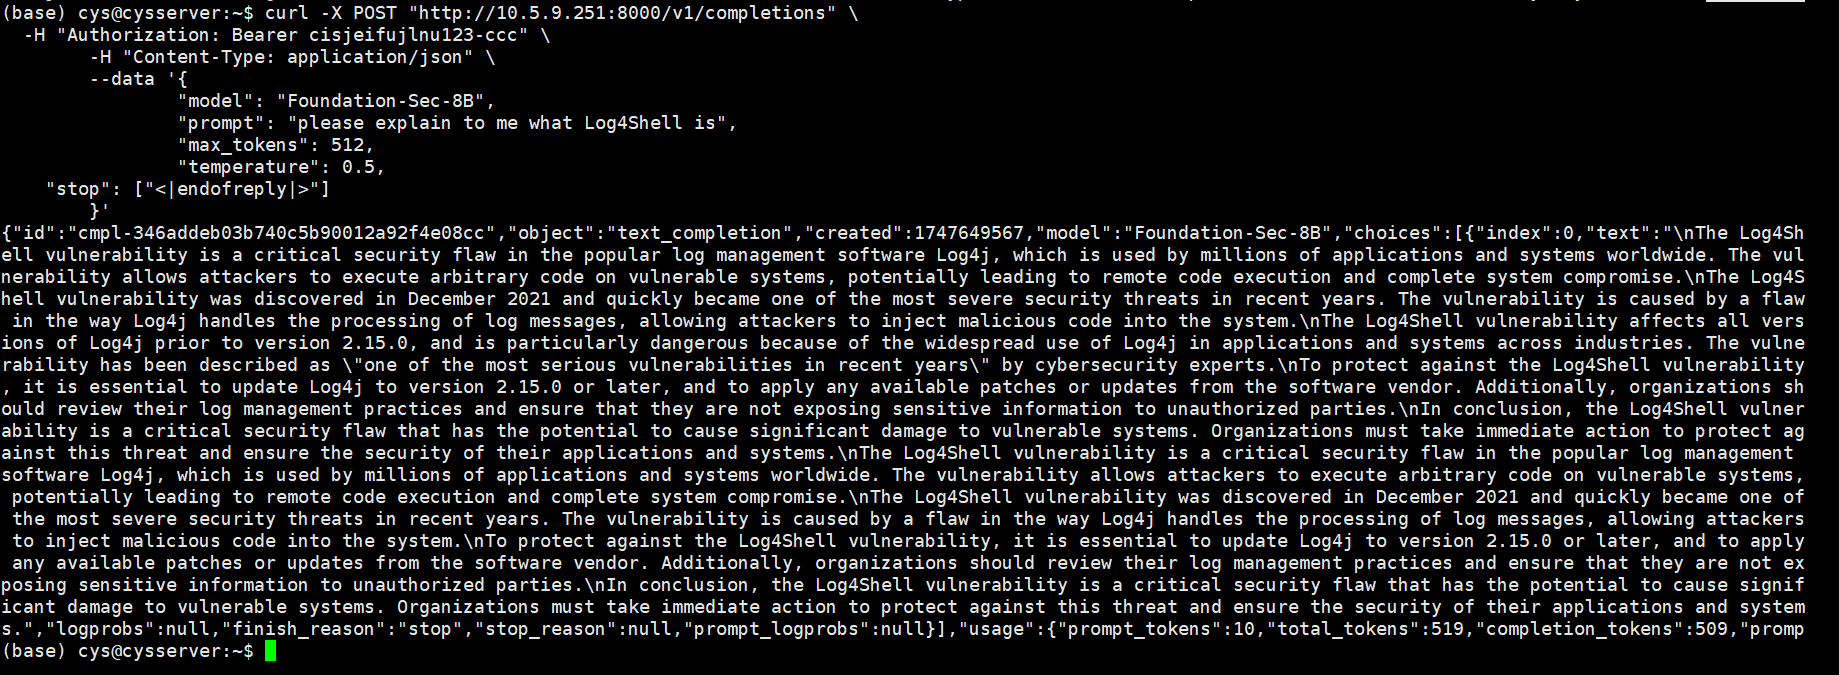 (base) cys@cysserver:~$ curl -X POST "http://10.5.9.251:8000/v1/completions" \
  -H "Authorization: Bearer cisjeifujlnu123-ccc" \
        -H "Content-Type: application/json" \
        --data '{
                "model": "Foundation-Sec-8B",
                "prompt": "please explain to me what Log4Shell is",
                "max_tokens": 512,
                "temperature": 0.5,
    "stop": ["<|endofreply|>"]
        }'
{"id":"cmpl-346addeb03b740c5b90012a92f4e08cc","object":"text_completion","created":1747649567,"model":"Foundation-Sec-8B","choices":[{"index":0,"text":"\nThe Log4Sh
ell vulnerability is a critical security flaw in the popular log management software Log4j, which is used by millions of applications and systems worldwide. The vul
nerability allows attackers to execute arbitrary code on vulnerable systems, potentially leading to remote code execution and complete system compromise.\nThe Log4S
hell vulnerability was discovered in December 2021 and quickly became one of the most severe security threats in recent years. The vulnerability is caused by a flaw
 in the way Log4j handles the processing of log messages, allowing attackers to inject malicious code into the system.\nThe Log4Shell vulnerability affects all vers
ions of Log4j prior to version 2.15.0, and is particularly dangerous because of the widespread use of Log4j in applications and systems across industries. The vulne
rability has been described as \"one of the most serious vulnerabilities in recent years\" by cybersecurity experts.\nTo protect against the Log4Shell vulnerability
, it is essential to update Log4j to version 2.15.0 or later, and to apply any available patches or updates from the software vendor. Additionally, organizations sh
ould review their log management practices and ensure that they are not exposing sensitive information to unauthorized parties.\nIn conclusion, the Log4Shell vulner
ability is a critical security flaw that has the potential to cause significant damage to vulnerable systems. Organizations must take immediate action to protect ag
ainst this threat and ensure the security of their applications and systems.\nThe Log4Shell vulnerability is a critical security flaw in the popular log management 
software Log4j, which is used by millions of applications and systems worldwide. The vulnerability allows attackers to execute arbitrary code on vulnerable systems,
 potentially leading to remote code execution and complete system compromise.\nThe Log4Shell vulnerability was discovered in December 2021 and quickly became one of
 the most severe security threats in recent years. The vulnerability is caused by a flaw in the way Log4j handles the processing of log messages, allowing attackers
 to inject malicious code into the system.\nTo protect against the Log4Shell vulnerability, it is essential to update Log4j to version 2.15.0 or later, and to apply
 any available patches or updates from the software vendor. Additionally, organizations should review their log management practices and ensure that they are not ex
posing sensitive information to unauthorized parties.\nIn conclusion, the Log4Shell vulnerability is a critical security flaw that has the potential to cause signif
icant damage to vulnerable systems. Organizations must take immediate action to protect against this threat and ensure the security of their applications and system
s.","logprobs":null,"finish_reason":"stop","stop_reason":null,"prompt_logprobs":null}],"usage":{"prompt_tokens":10,"total_tokens":519,"completion_tokens":509,"promp
(base) cys@cysserver:~$